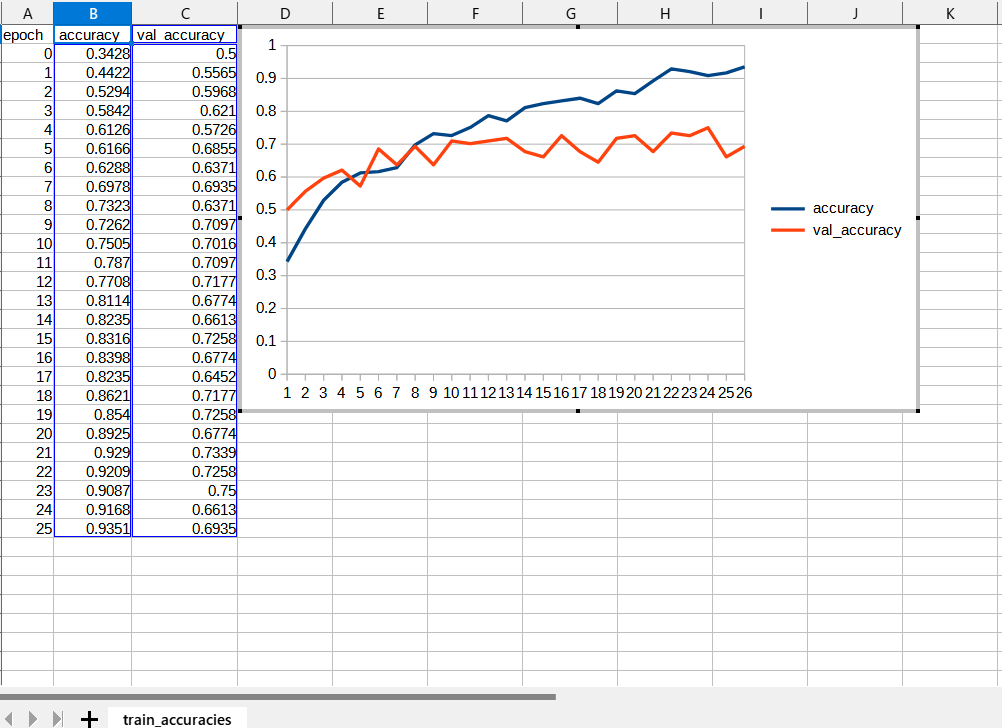 A B C D E F G H I J K
epoch accuracy val_accuracy
0 0.3428 0.5
1 0.4422 0.5565
2 0.5294 0.5968
3 0.5842 0.621
4 0.6126 0.5726
5 0.6166 0.6855
6 0.6288 0.6371
7 0.6978 0.6935
8 0.7323 0.6371
9 0.7262 0.7097
10 0.7505 0.7016
11 0.787 0.7097
12 0.7708 0.7177
13 0.8114 0.6774
14 0.8235 0.6613
15 0.8316 0.7258
16 0.8398 0.6774
17 0.8235 0.6452
18 0.8621 0.7177
19 0.854 0.7258
20 0.8925 0.6774
21 0.929 0.7339
22 0.9209 0.7258
23 0.9087 0.75
24 0.9168 0.6613
25 0.9351 0.6935
1
0.9
0.8
0.7
0.6
0.5
0.4
0.3
0.2
0.1
0
1 2 3 4 5 6 7 8 9 10 11 12 13 14 15 16 17 18 19 20 21 22 23 24 25 26
accuracy
val_accuracy
train_accuracies